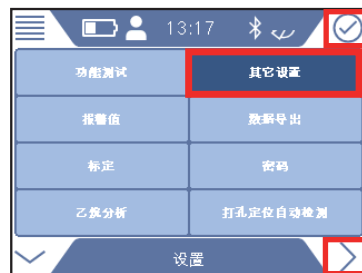 13:17
功能测试
其它设置
报警值
数据导出
标定
密码
乙烷分析
打孔定位自动检测
设置